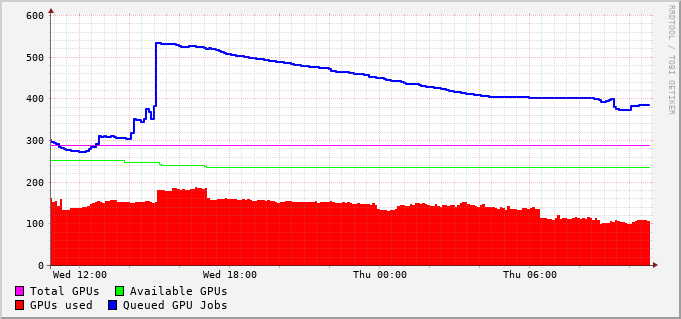 600
500
400
300
200
100
0
Wed 12:00 Wed 18:00 Thu 00:00 Thu 06:00
Total GPUs Available GPUs
GPUs used Queued GPU Jobs
RRDTOOL / TOBI OETIKER